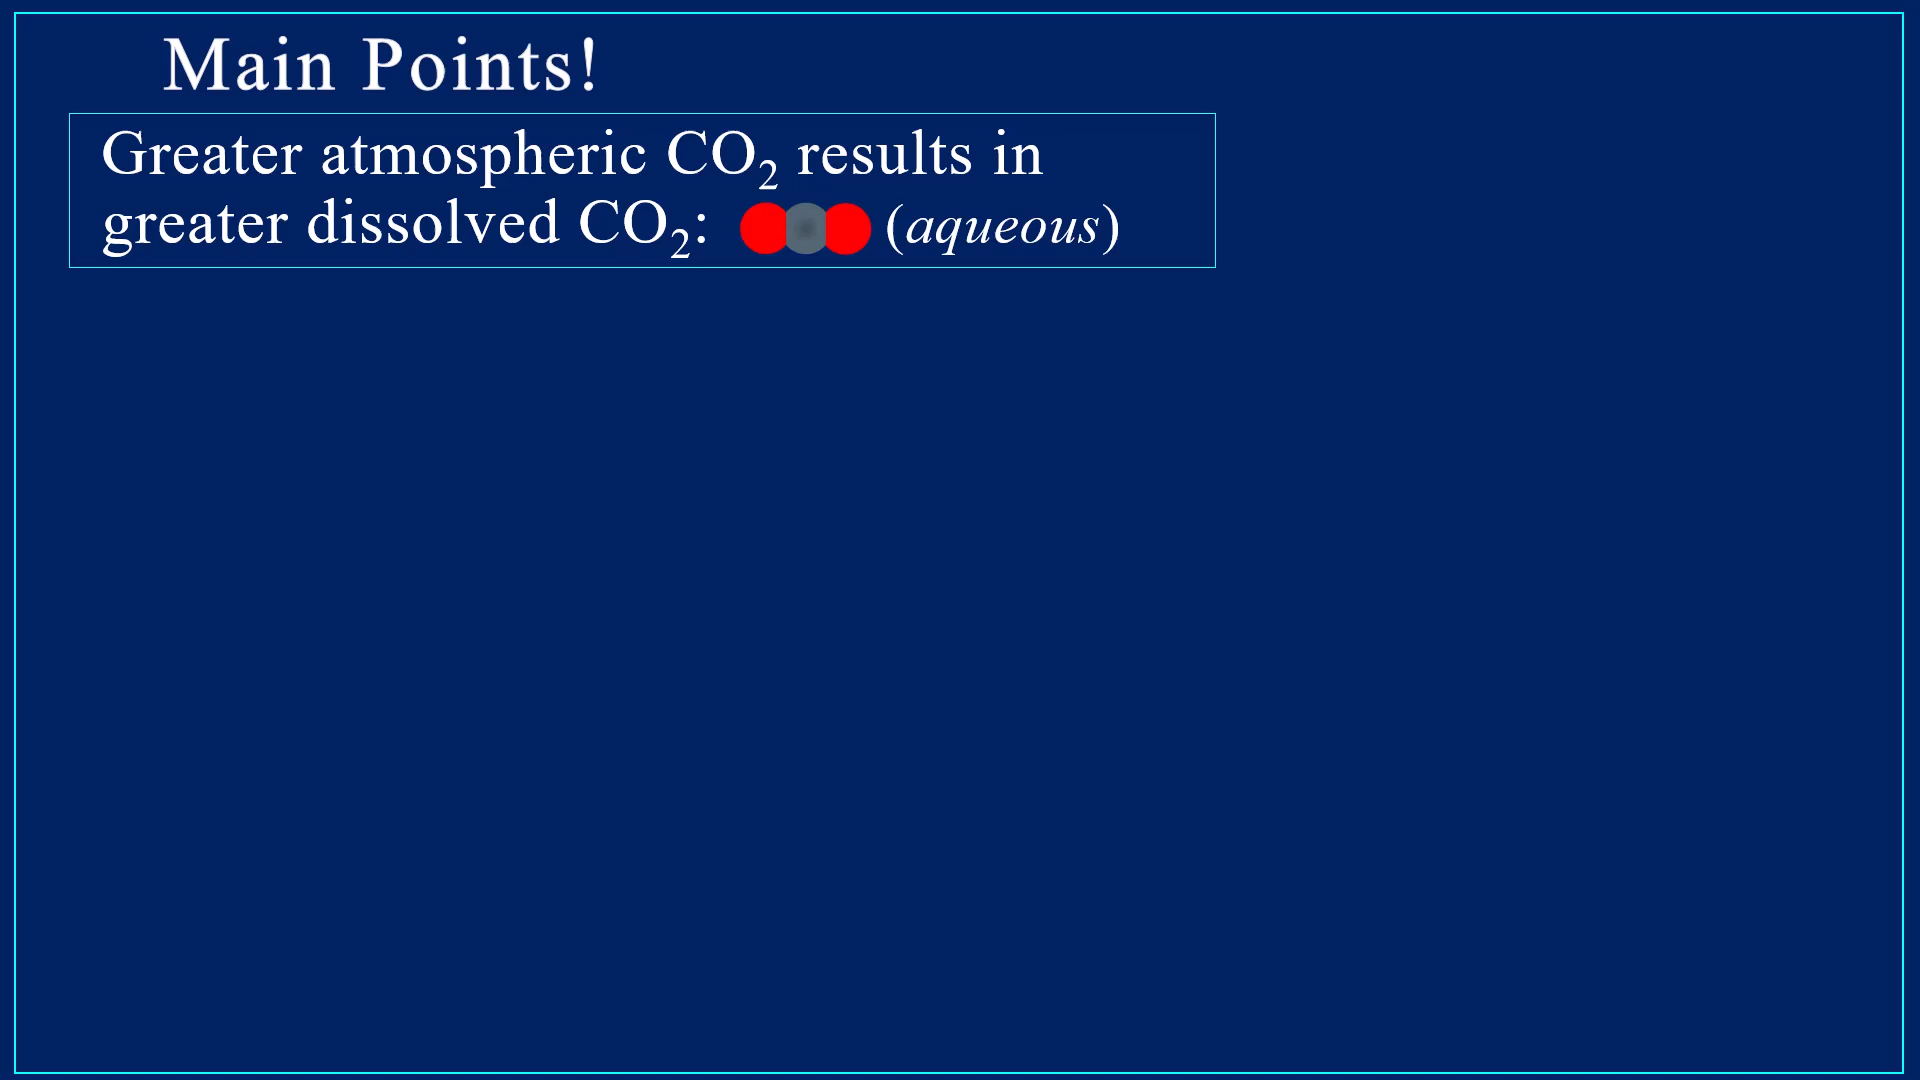 Main Points!
Greater atmospheric CO₂ results in
greater dissolved CO₂: (aqueous)